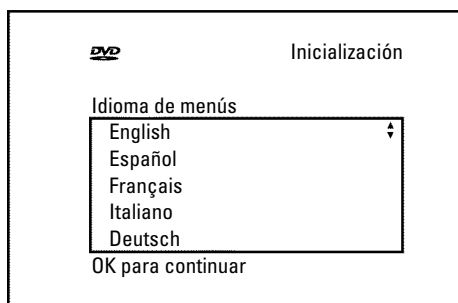 DVD
Inicialización
Idioma de menús
English
Español
Français
Italiano
Deutsch
OK para continuar